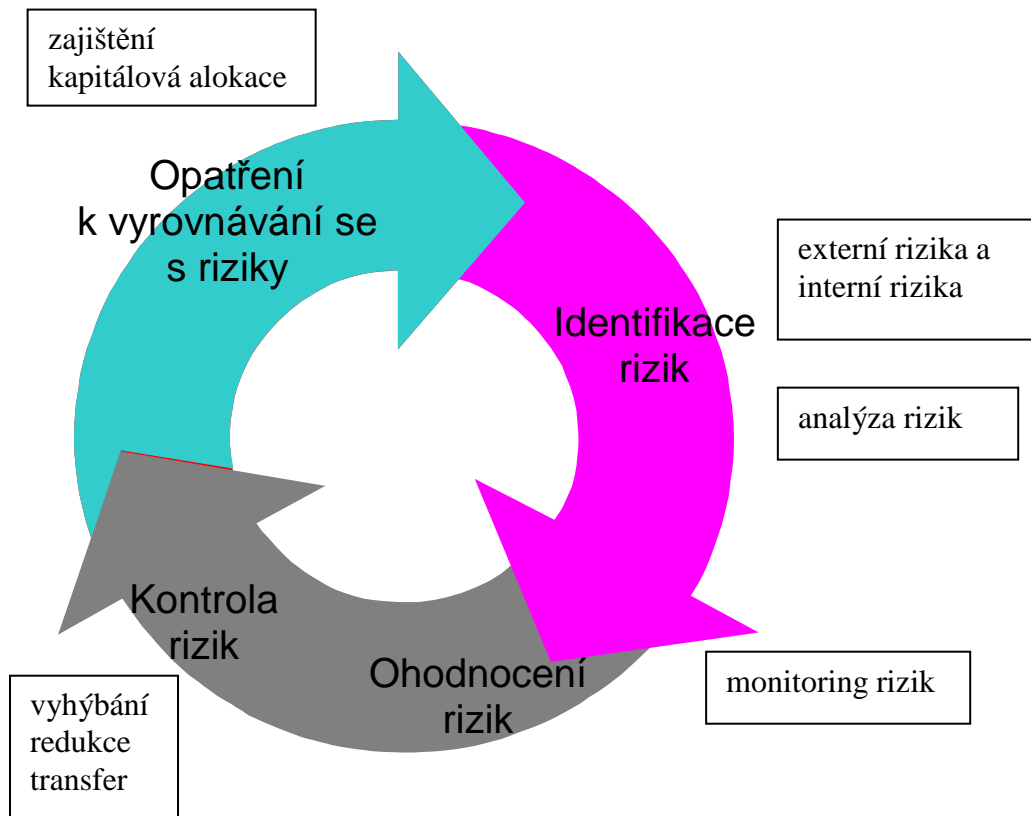 zajištění
kapitálová alokace
Opatření
k vyrovnávání se
s riziky
externí rizika a
interní rizika
Identifikace
rizik
analýza rizik
Kontrola
rizik
Ohodnocení
rizik
monitoring rizik
vyhýbání
redukce
transfer